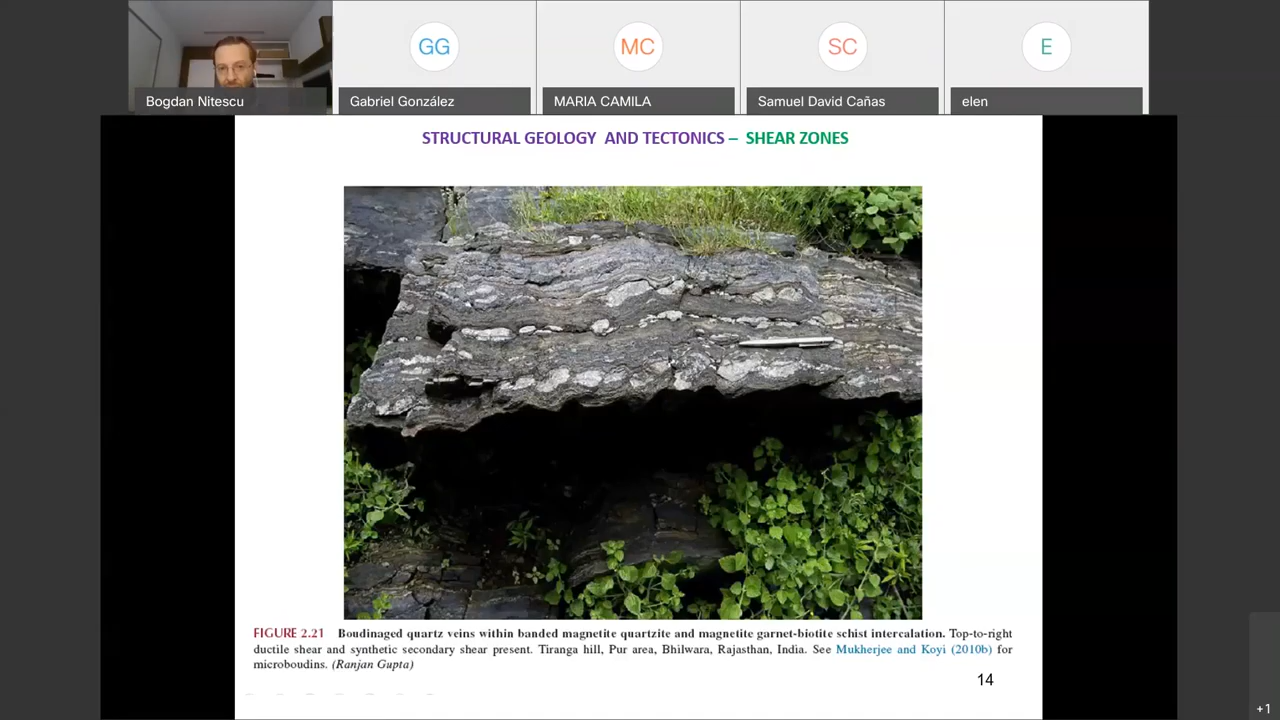 GG
MC
SC
E
Bogdan Nitescu
Gabriel González
MARIA CAMILA
Samuel David Cañas
elen
STRUCTURAL GEOLOGY AND TECTONICS – SHEAR ZONES
FIGURE 2.21 Boudinaged quartz veins within banded magnetite quartzite and magnetite garnet-biotite schist intercalation. Top-to-right
ductile shear and synthetic secondary shear present. Tiranga hill, Pur area, Bhilwara, Rajasthan, India. See Mukherjee and Koyi (2010b) for
microboudins. (Ranjan Gupta)
14
+1